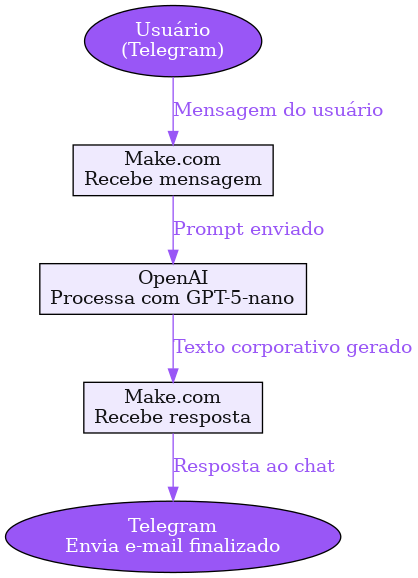 Usuário
(Telegram)
Mensagem do usuário
Make.com
Recebe mensagem
Prompt enviado
OpenAI
Processa com GPT-5-nano
Texto corporativo gerado
Make.com
Recebe resposta
Resposta ao chat
Telegram
Envia e-mail finalizado